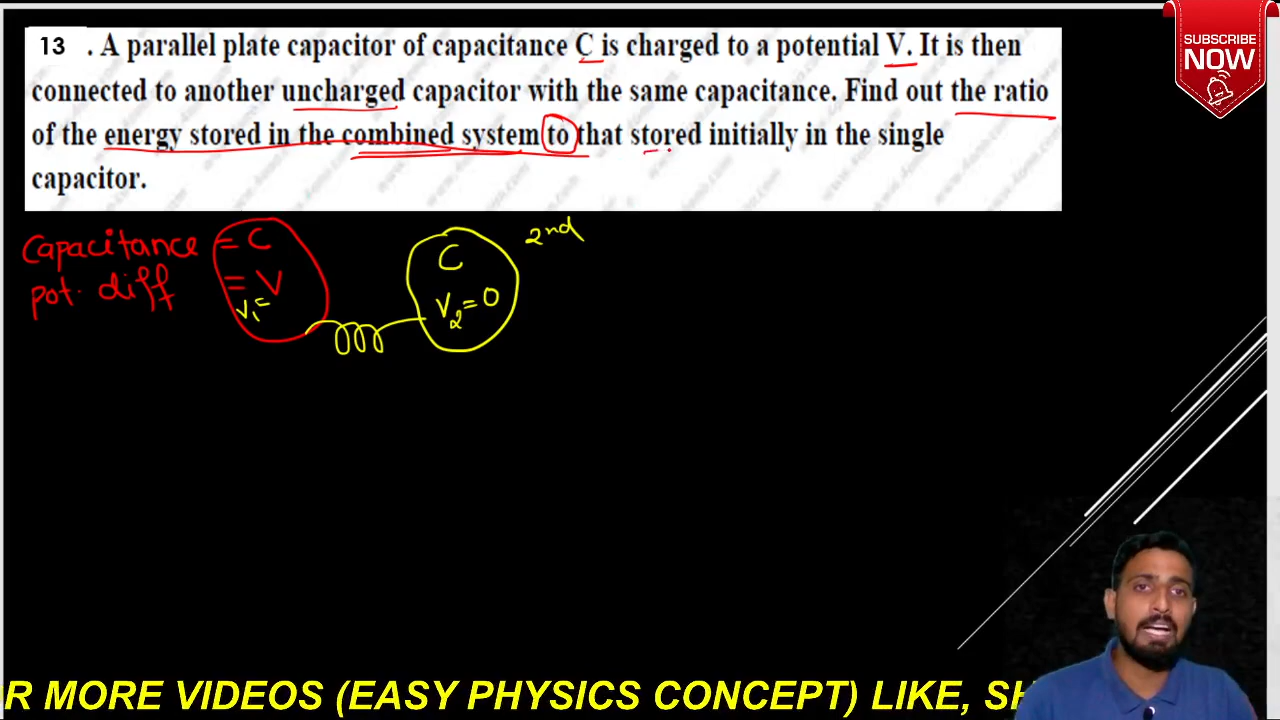 SUBSCRIBE
NOW
13 . A parallel plate capacitor of capacitance C is charged to a potential V. It is then
connected to another uncharged capacitor with the same capacitance. Find out the ratio
of the energy stored in the combined system to that stored initially in the single
capacitor.
Capacitance = C
pot. diff = V
V₁=
C
V₂=0
2nd
R MORE VIDEOS (EASY PHYSICS CONCEPT) LIKE, SH